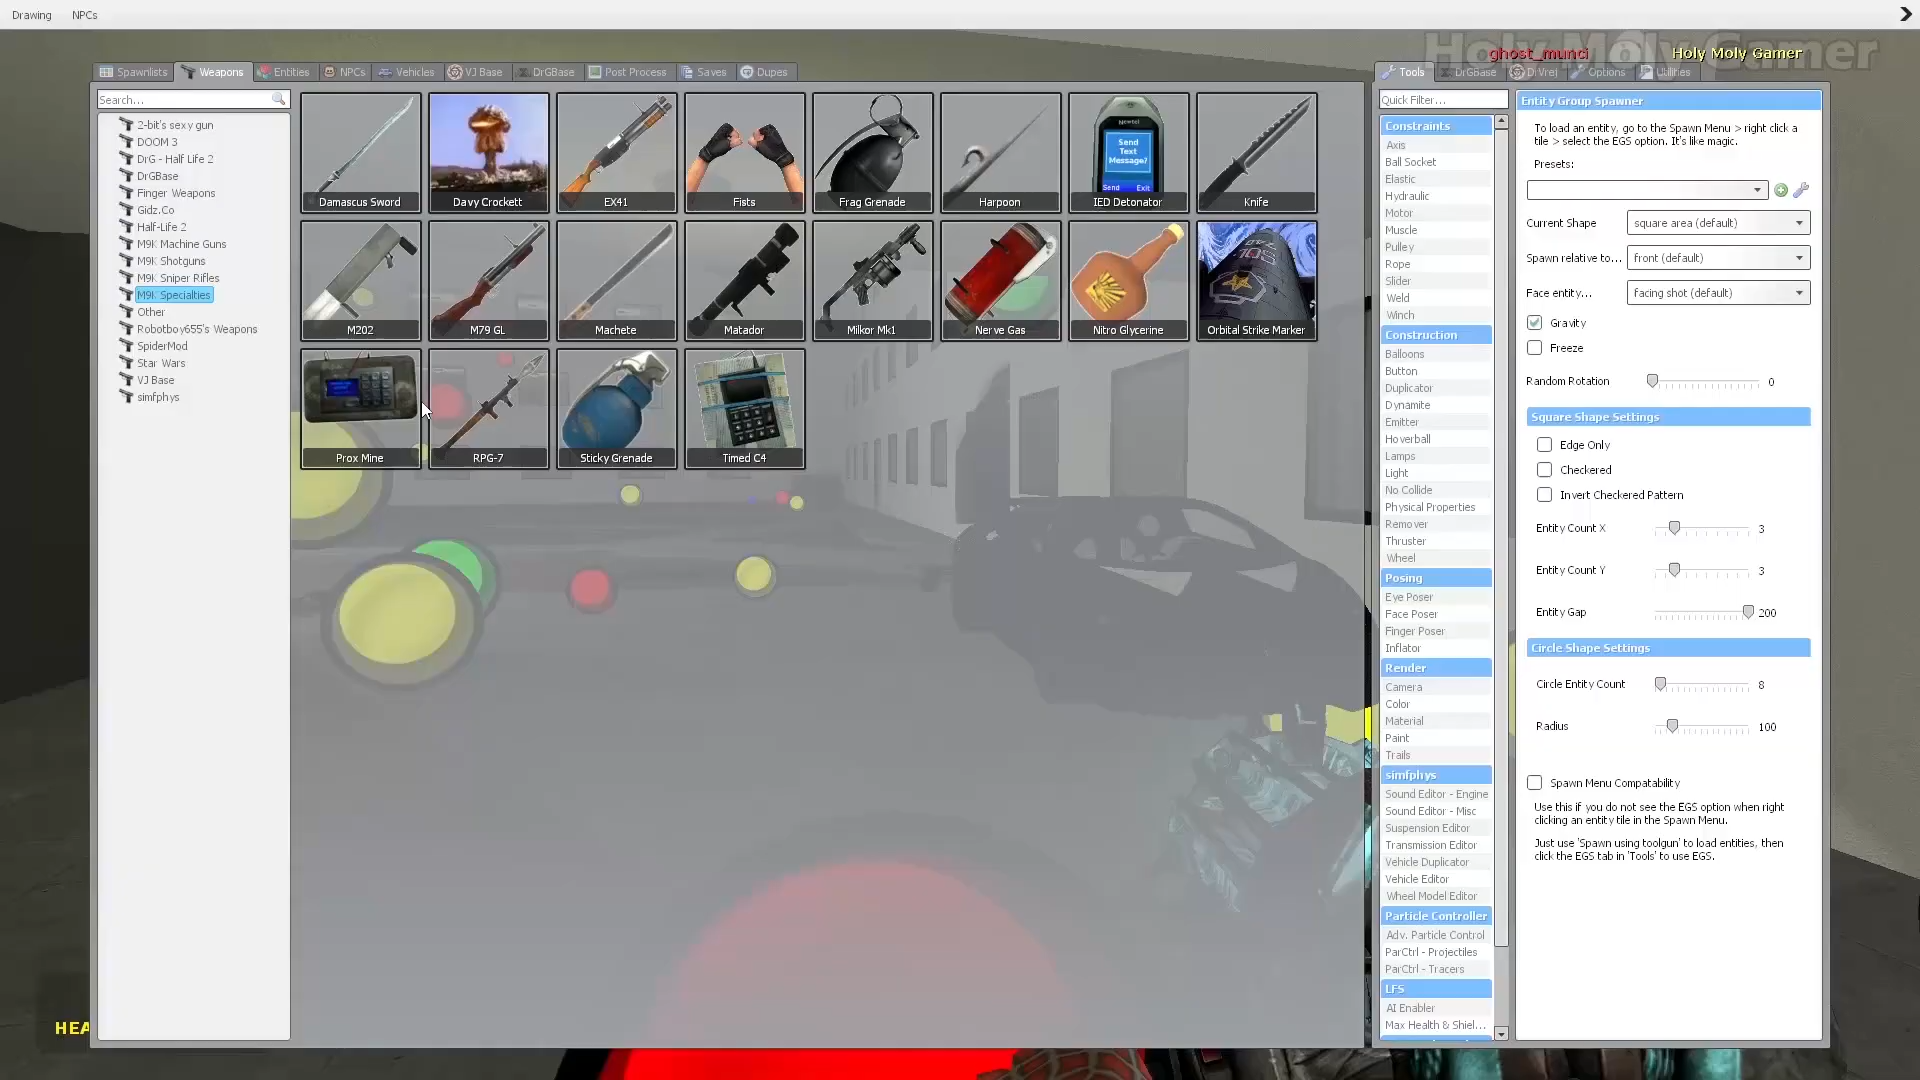 Drawing NPCs
Holy Moly Gamer
ghost_munci Holy Moly Gamer
Spawnlists Weapons Entities NPCs Vehicles VJ Base DrGBase Post Process Saves Dupes
Tools DrGBase DrVrej Options Utilities
Search...
2-bit's sexy gun
DOOM 3
DrG - Half Life 2
DrGBase
Finger Weapons
Gidz.Co
Half-Life 2
M9K Machine Guns
M9K Shotguns
M9K Sniper Rifles
M9K Specialties
Other
Robotboy655's Weapons
SpiderMod
Star Wars
VJ Base
simfphys
Newtel
Send
Text
Message?
Send Exit
Damascus Sword Davy Crockett EX41 Fists Frag Grenade Harpoon IED Detonator Knife
M202 M79 GL Machete Matador Milkor Mk1 Nerve Gas Nitro Glycerine Orbital Strike Marker
Prox Mine RPG-7 Sticky Grenade Timed C4
Quick Filter...
Constraints
Axis
Ball Socket
Elastic
Hydraulic
Motor
Muscle
Pulley
Rope
Slider
Weld
Winch
Construction
Balloons
Button
Duplicator
Dynamite
Emitter
Hoverball
Lamps
Light
No Collide
Physical Properties
Remover
Thruster
Wheel
Posing
Eye Poser
Face Poser
Finger Poser
Inflator
Render
Camera
Color
Material
Paint
Trails
simfphys
Sound Editor - Engine
Sound Editor - Misc
Suspension Editor
Transmission Editor
Vehicle Duplicator
Vehicle Editor
Wheel Model Editor
Particle Controller
Adv. Particle Control
ParCtrl - Projectiles
ParCtrl - Tracers
LFS
AI Enabler
Max Health & Shiel...
Entity Group Spawner
To load an entity, go to the Spawn Menu > right click a
tile > select the EGS option. It's like magic.
Presets:
Current Shape square area (default)
Spawn relative to... front (default)
Face entity... facing shot (default)
Gravity
Freeze
Random Rotation 0
Square Shape Settings
Edge Only
Checkered
Invert Checkered Pattern
Entity Count X 3
Entity Count Y 3
Entity Gap 200
Circle Shape Settings
Circle Entity Count 8
Radius 100
Spawn Menu Compatability
Use this if you do not see the EGS option when right
clicking an entity tile in the Spawn Menu.
Just use 'Spawn using toolgun' to load entities, then
click the EGS tab in 'Tools' to use EGS.
HEA